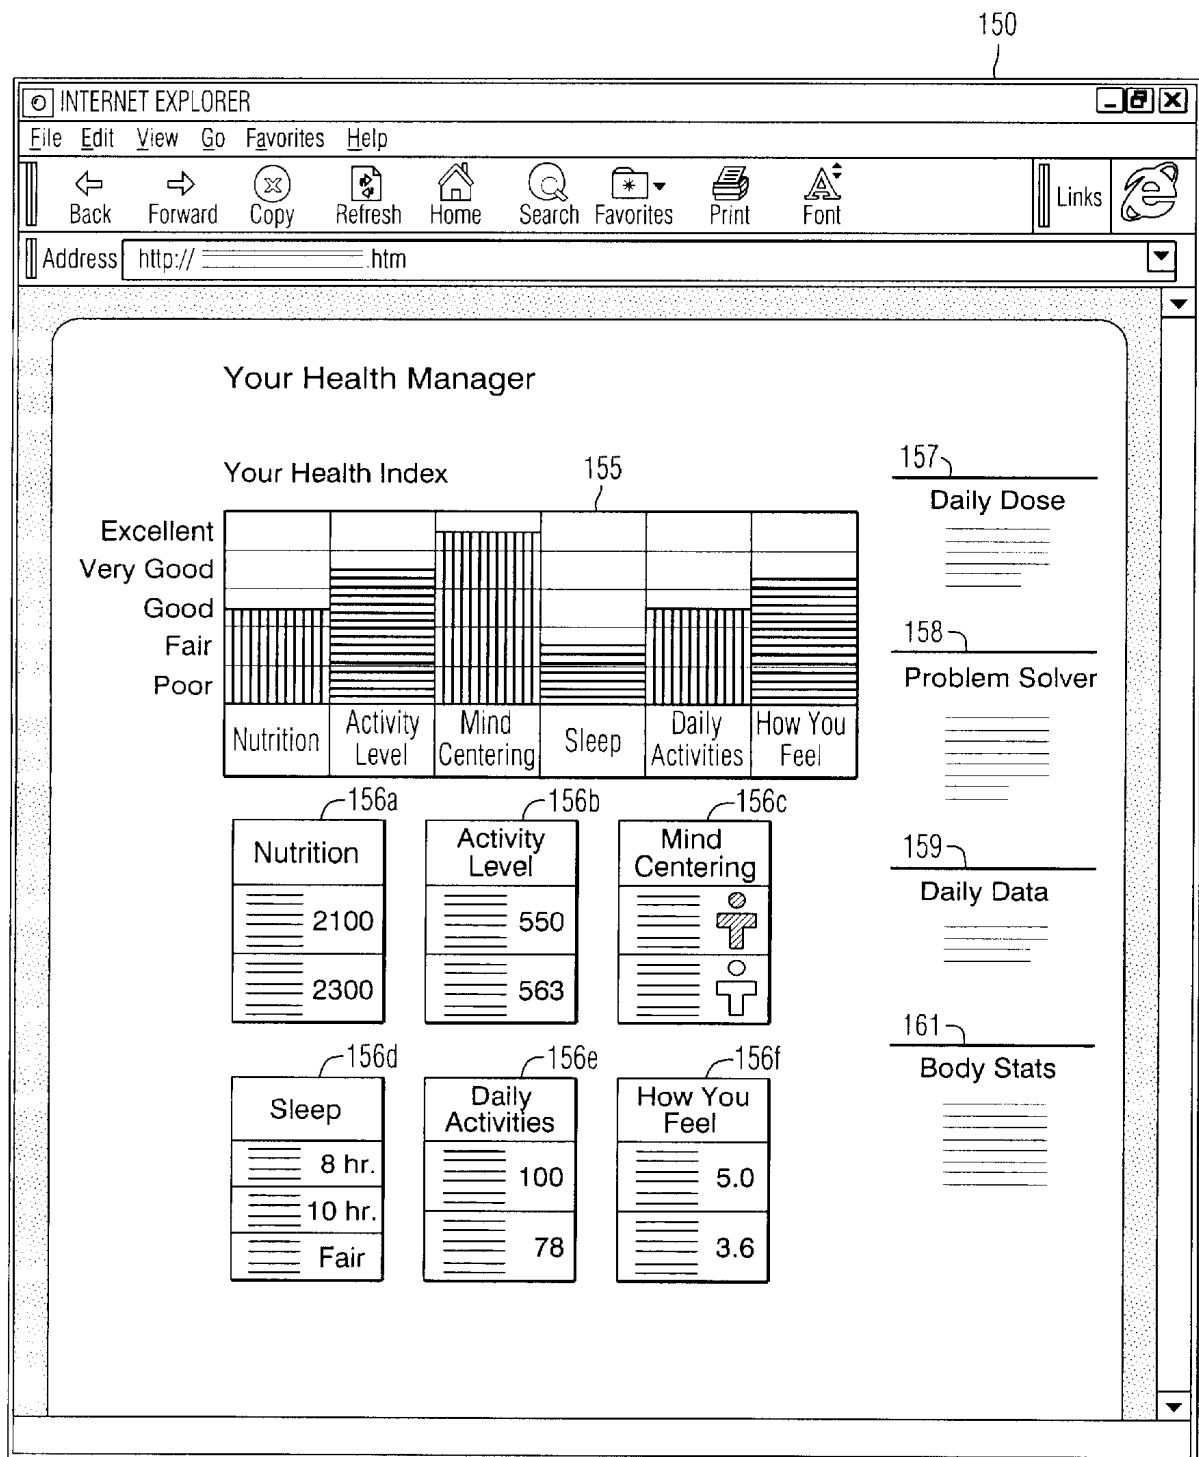 150
INTERNET EXPLORER
File Edit View Go Favorites Help
Back Forward Copy Refresh Home Search Favorites Print Font Links
Address http:// .htm
Your Health Manager
Your Health Index
155
157
Daily Dose
Excellent
Very Good
Good
Fair
Poor
158
Problem Solver
Nutrition
Activity
Level
Mind
Centering
Sleep
Daily
Activities
How You
Feel
156a
Nutrition
2100
2300
156b
Activity
Level
550
563
156c
Mind
Centering
159
Daily Data
156d
Sleep
8 hr.
10 hr.
Fair
156e
Daily
Activities
100
78
156f
How You
Feel
5.0
3.6
161
Body Stats